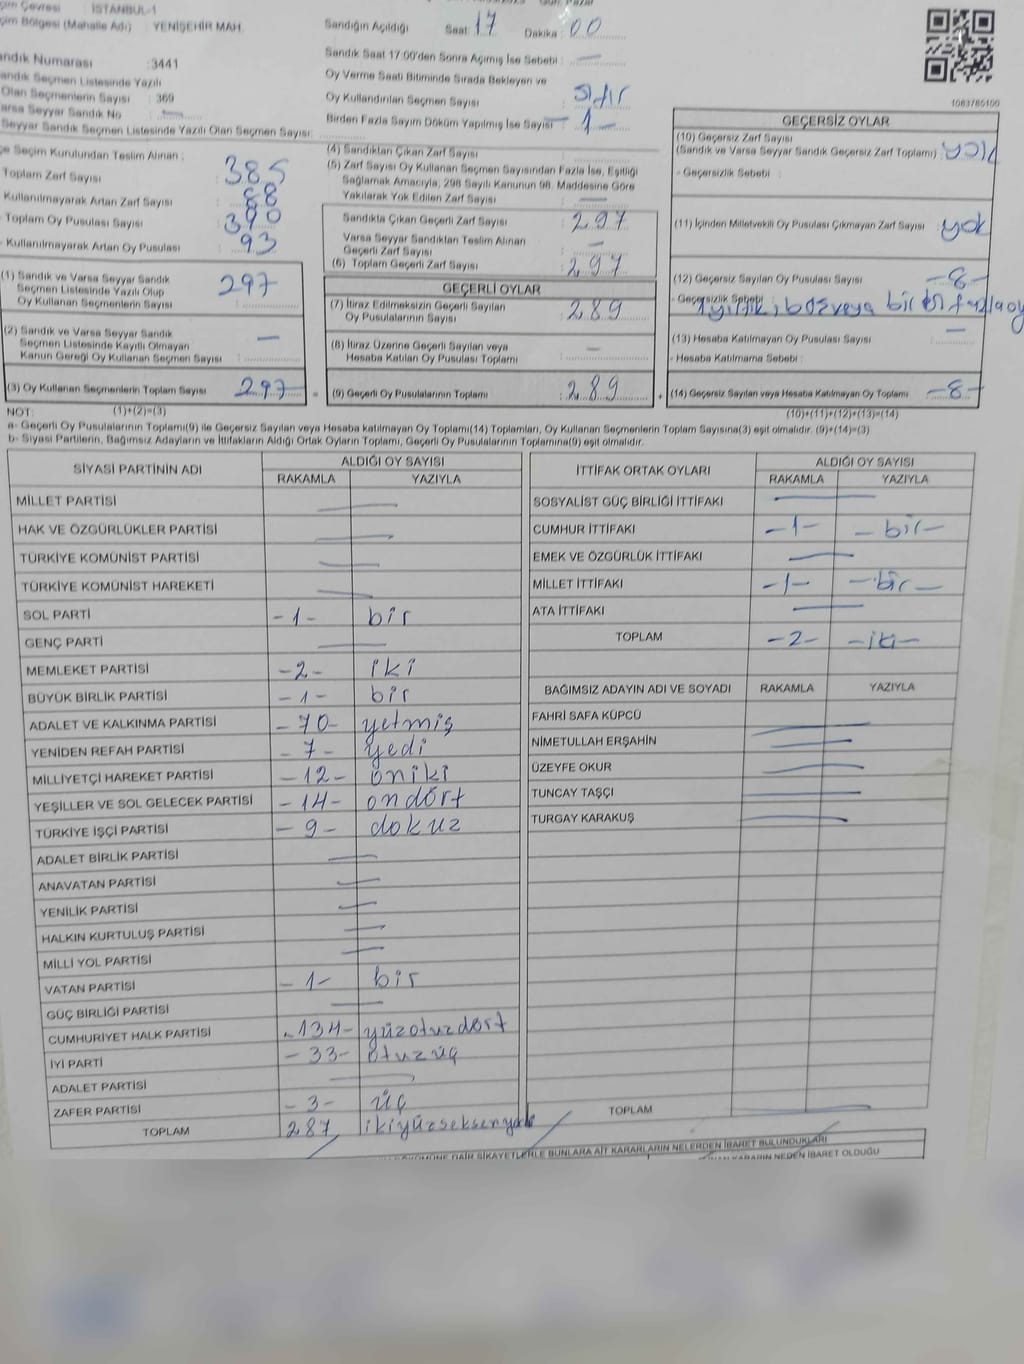 çim Çevresi : İSTANBUL-1
çim Bölgesi (Mahalle Adı) : YENİŞEHİR MAH.
andık Numarası :3441
andık Seçmen Listesinde Yazılı
Olan Seçmenlerin Sayısı : 369
arsa Seyyar Sandık No : —
Seyyar Sandık Seçmen Listesinde Yazılı Olan Seçmen Sayısı:
çe Seçim Kurulundan Teslim Alınan :
Toplam Zarf Sayısı : 385
Kullanılmayarak Artan Zarf Sayısı : 88
Toplam Oy Pusulası Sayısı : 390
Kullanılmayarak Artan Oy Pusulası : 93
Sandığın Açıldığı Saat: 17 Dakika : 00
Sandık Saat 17:00'den Sonra Açmış İse Sebebi : —
Oy Verme Saati Bitiminde Sırada Bekleyen ve
Oy Kullandırılan Seçmen Sayısı : sıfır
Birden Fazla Sayım Döküm Yapılmış İse Sayısı : — 1 —
(4) Sandıktan Çıkan Zarf Sayısı
(5) Zarf Sayısı Oy Kullanan Seçmen Sayısından Fazla İse, Eşitliği
Sağlamak Amacıyla, 298 Sayılı Kanunun 98. Maddesine Göre
Yakılarak Yok Edilen Zarf Sayısı : —
Sandıkta Çıkan Geçerli Zarf Sayısı : 297
Varsa Seyyar Sandıktan Teslim Alınan
Geçerli Zarf Sayısı : —
(6) Toplam Geçerli Zarf Sayısı : 297
1083785100
GEÇERSİZ OYLAR
(10) Geçersiz Zarf Sayısı
(Sandık ve Varsa Seyyar Sandık Geçersiz Zarf Toplamı) : yok
- Geçersizlik Sebebi :
(11) İçinden Milletvekili Oy Pusulası Çıkmayan Zarf Sayısı : yok
(12) Geçersiz Sayılan Oy Pusulası Sayısı : -8-
- Geçersizlik Sebebi : yırtık, boş veya birden fazla oy
(13) Hesaba Katılmayan Oy Pusulası Sayısı : —
- Hesaba Katılmama Sebebi :
(14) Geçersiz Sayılan veya Hesaba Katılmayan Oy Toplamı : -8-
(10)+(11)+(12)+(13)=(14)
(1) Sandık ve Varsa Seyyar Sandık
Seçmen Listesinde Yazılı Olup
Oy Kullanan Seçmenlerin Sayısı : 297
(2) Sandık ve Varsa Seyyar Sandık
Seçmen Listesinde Kayıtlı Olmayan
Kanun Gereği Oy Kullanan Seçmen Sayısı : —
(3) Oy Kullanan Seçmenlerin Toplam Sayısı : 297 =
GEÇERLİ OYLAR
(7) İtiraz Edilmeksizin Geçerli Sayılan
Oy Pusulalarının Sayısı : 289
(8) İtiraz Üzerine Geçerli Sayılan veya
Hesaba Katılan Oy Pusulası Toplamı : —
(9) Geçerli Oy Pusulalarının Toplamı : 289 +
NOT: (1)+(2)=(3)
a- Geçerli Oy Pusulalarının Toplamı(9) ile Geçersiz Sayılan veya Hesaba katılmayan Oy Toplamı(14) Toplamları, Oy Kullanan Seçmenlerin Toplam Sayısına(3) eşit olmalıdır. (9)+(14)=(3)
b- Siyasi Partilerin, Bağımsız Adayların ve İttifakların Aldığı Ortak Oyların Toplamı, Geçerli Oy Pusulalarının Toplamına(9) eşit olmalıdır.
SİYASİ PARTİNİN ADI ALDIĞI OY SAYISI
RAKAMLA YAZIYLA
MİLLET PARTİSİ —
HAK VE ÖZGÜRLÜKLER PARTİSİ —
TÜRKİYE KOMÜNİST PARTİSİ —
TÜRKİYE KOMÜNİST HAREKETİ —
SOL PARTİ -1- bir
GENÇ PARTİ —
MEMLEKET PARTİSİ -2- iki
BÜYÜK BİRLİK PARTİSİ -1- bir
ADALET VE KALKINMA PARTİSİ -70- yetmiş
YENİDEN REFAH PARTİSİ -7- yedi
MİLLİYETÇİ HAREKET PARTİSİ -12- oniki
YEŞİLLER VE SOL GELECEK PARTİSİ -14- ondört
TÜRKİYE İŞÇİ PARTİSİ -9- dokuz
ADALET BİRLİK PARTİSİ —
ANAVATAN PARTİSİ —
YENİLİK PARTİSİ —
HALKIN KURTULUŞ PARTİSİ —
MİLLİ YOL PARTİSİ —
VATAN PARTİSİ -1- bir
GÜÇ BİRLİĞİ PARTİSİ —
CUMHURİYET HALK PARTİSİ -134- yüzotuzdört
İYİ PARTİ -33- otuzüç
ADALET PARTİSİ —
ZAFER PARTİSİ -3- üç
TOPLAM 287 ikiyüzseksenyedi
İTTİFAK ORTAK OYLARI ALDIĞI OY SAYISI
RAKAMLA YAZIYLA
SOSYALİST GÜÇ BİRLİĞİ İTTİFAKI —
CUMHUR İTTİFAKI -1- -bir-
EMEK VE ÖZGÜRLÜK İTTİFAKI —
MİLLET İTTİFAKI -1- -bir-
ATA İTTİFAKI —
TOPLAM -2- -iki-
BAĞIMSIZ ADAYIN ADI VE SOYADI RAKAMLA YAZIYLA
FAHRİ SAFA KÜPCÜ —
NİMETULLAH ERŞAHİN —
ÜZEYFE OKUR —
TUNCAY TAŞÇI —
TURGAY KARAKUŞ —
TOPLAM —
DAİR ŞİKAYETLERLE BUNLARA AİT KARARLARIN NELERDEN İBARET BULUNDUKLARI
KARARIN NEDEN İBARET OLDUĞU